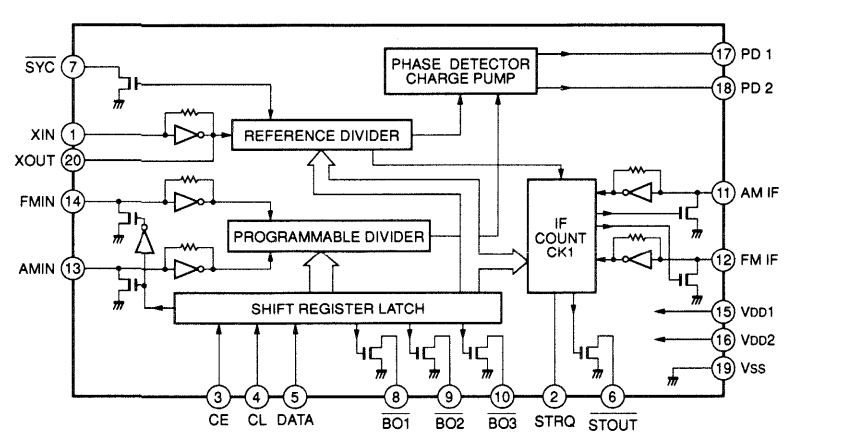 SYC 7
PHASE DETECTOR
CHARGE PUMP
17 PD 1
18 PD 2
XIN 1
REFERENCE DIVIDER
XOUT 20
FMIN 14
11 AM IF
IF
COUNT
CK1
PROGRAMMABLE DIVIDER
12 FM IF
AMIN 13
SHIFT REGISTER LATCH
15 VDD1
16 VDD2
19 VSS
3 4 5 8 9 10 2 6
CE CL DATA BO1 BO2 BO3 STRQ STOUT